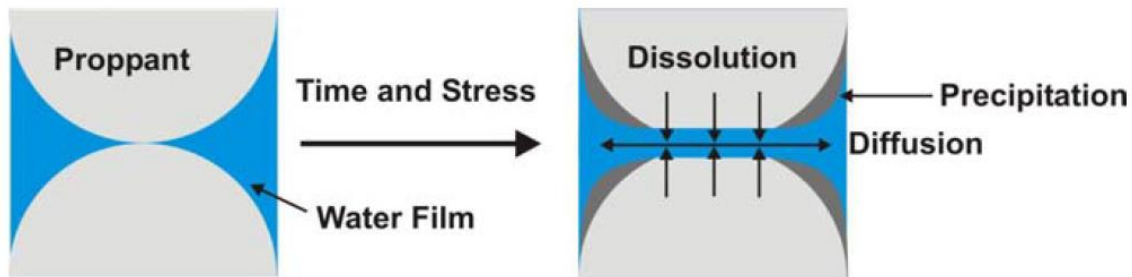 Proppant
Time and Stress
Water Film
Dissolution
Precipitation
Diffusion